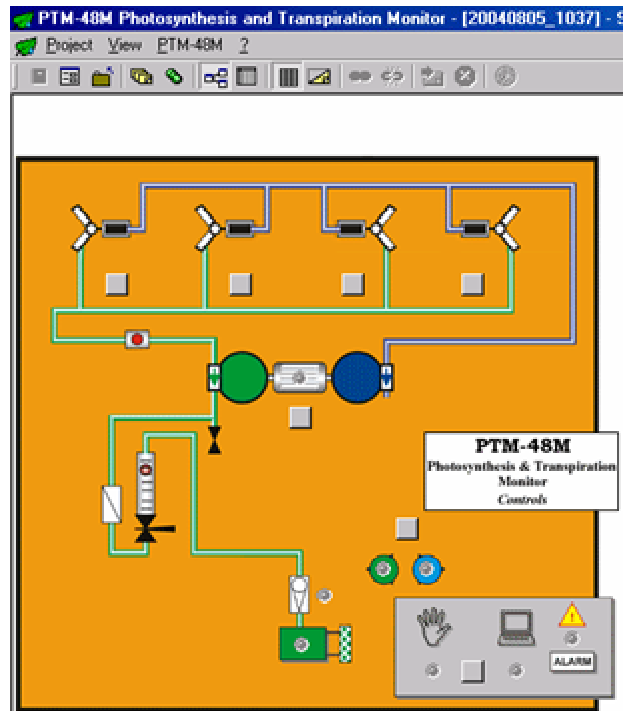 PTM-48M Photosynthesis and Transpiration Monitor - [20040805_1037] - S
Project View PTM-48M ?
PTM-48M
Photosynthesis & Transpiration
Monitor
Controls
!
ALARM